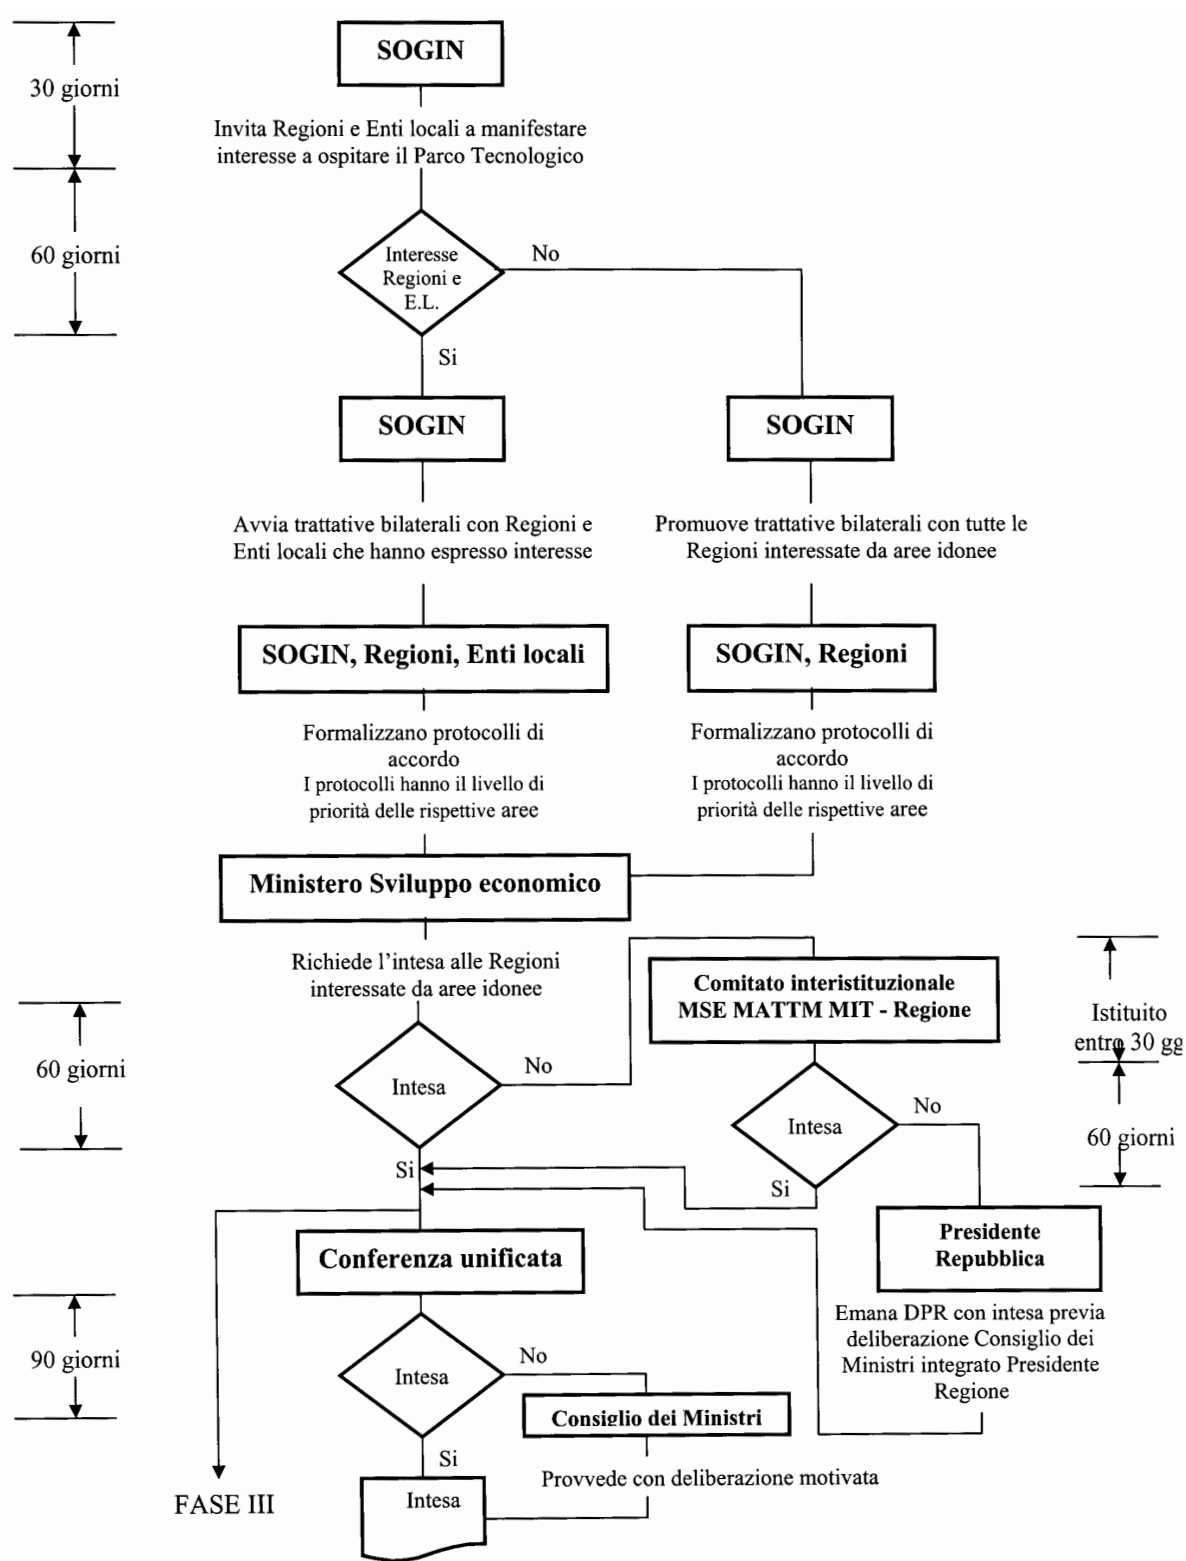 SOGIN
30 giorni
Invita Regioni e Enti locali a manifestare
interesse a ospitare il Parco Tecnologico
60 giorni
Interesse
Regioni e
E.L.
No
Si
SOGIN
SOGIN
Avvia trattative bilaterali con Regioni e
Enti locali che hanno espresso interesse
Promuove trattative bilaterali con tutte le
Regioni interessate da aree idonee
SOGIN, Regioni, Enti locali
SOGIN, Regioni
Formalizzano protocolli di
accordo
I protocolli hanno il livello di
priorità delle rispettive aree
Formalizzano protocolli di
accordo
I protocolli hanno il livello di
priorità delle rispettive aree
Ministero Sviluppo economico
Richiede l'intesa alle Regioni
interessate da aree idonee
Comitato interistituzionale
MSE MATTM MIT - Regione
Istituito
entro 30 gg
60 giorni
Intesa
No
Intesa
No
60 giorni
Si
Si
Presidente
Repubblica
Conferenza unificata
Emana DPR con intesa previa
deliberazione Consiglio dei
Ministri integrato Presidente
Regione
90 giorni
Intesa
No
Consiglio dei Ministri
Si
Provvede con deliberazione motivata
Intesa
FASE III